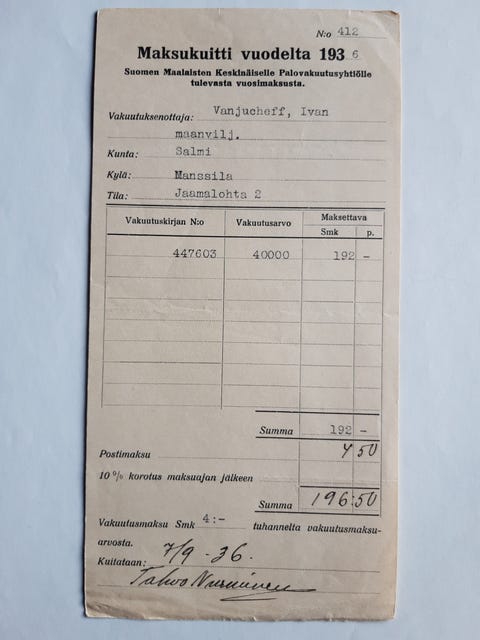 N:o 412
Maksukuitti vuodelta 1936
Suomen Maalaisten Keskinäiselle Palovakuutusyhtiölle
tulevasta vuosimaksusta.
Vakuutuksenottaja: Vanjucheff, Ivan
maanvilj.
Kunta: Salmi
Kylä: Manssila
Tila: Jaamalohta 2
Vakuutuskirjan N:o Vakuutusarvo Maksettava
Smk p.
447603 40000 192 -
Summa 192 -
Postimaksu 4 50
10 % korotus maksuajan jälkeen
Summa 196:50
Vakuutusmaksu Smk 4:- tuhannelta vakuutusmaksu-
arvosta.
Kuitataan: 7/9 - 36.
Toivo Nurminen